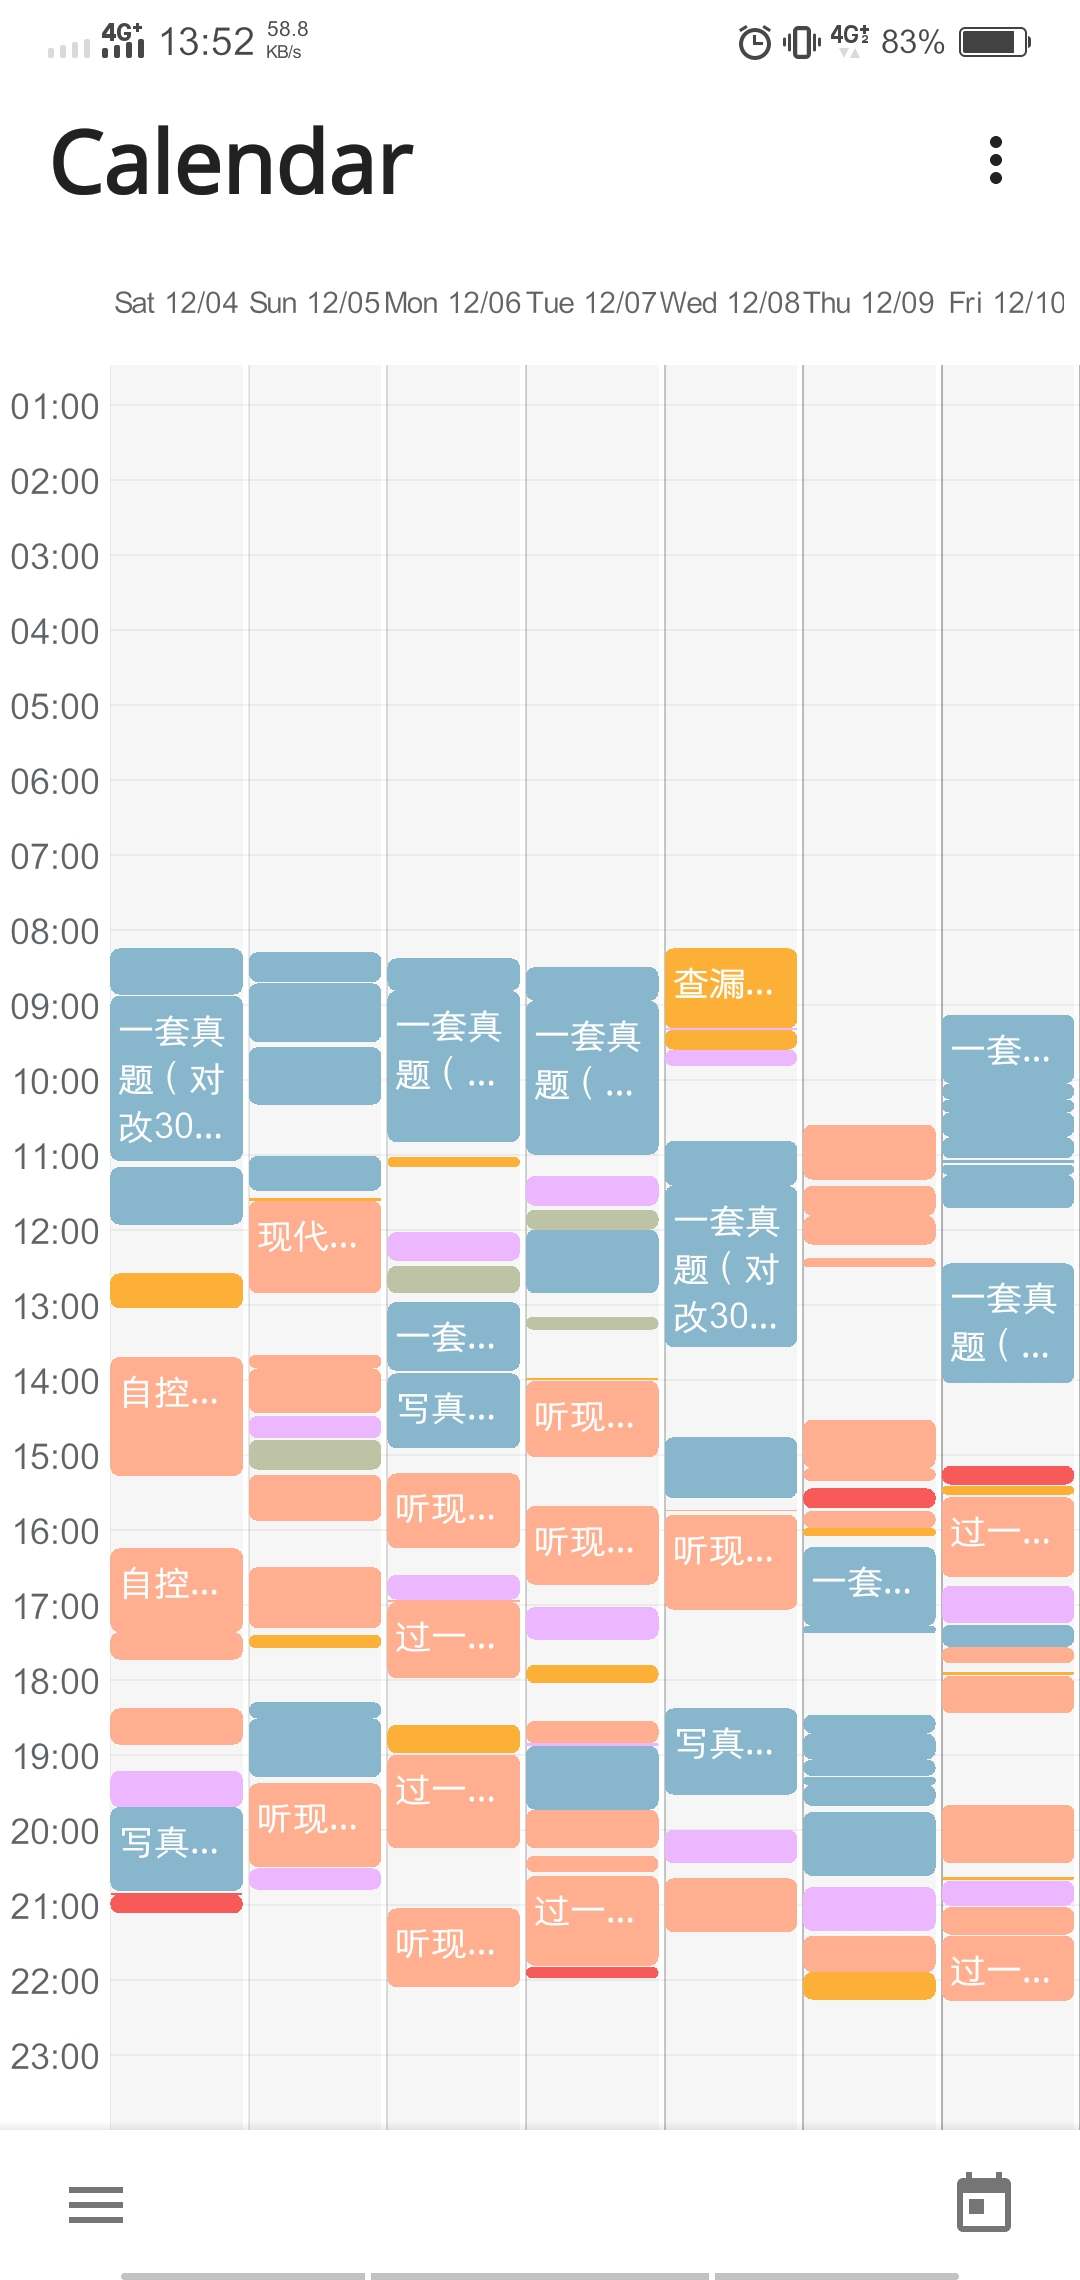 4G+ 13:52 58.8 KB/s 4G+2 83%
Calendar
Sat 12/04 Sun 12/05 Mon 12/06 Tue 12/07 Wed 12/08 Thu 12/09 Fri 12/10
01:00
02:00
03:00
04:00
05:00
06:00
07:00
08:00
09:00
10:00
11:00
12:00
13:00
14:00
15:00
16:00
17:00
18:00
19:00
20:00
21:00
22:00
23:00
一套真
题（对
改30...
自控...
自控...
写真...
现代...
听现...
一套真
题（...
一套...
写真...
听现...
过一...
过一...
听现...
一套真
题（...
听现...
听现...
过一...
查漏...
一套真
题（对
改30...
听现...
写真...
一套...
一套...
一套真
题（...
过一...
过一...